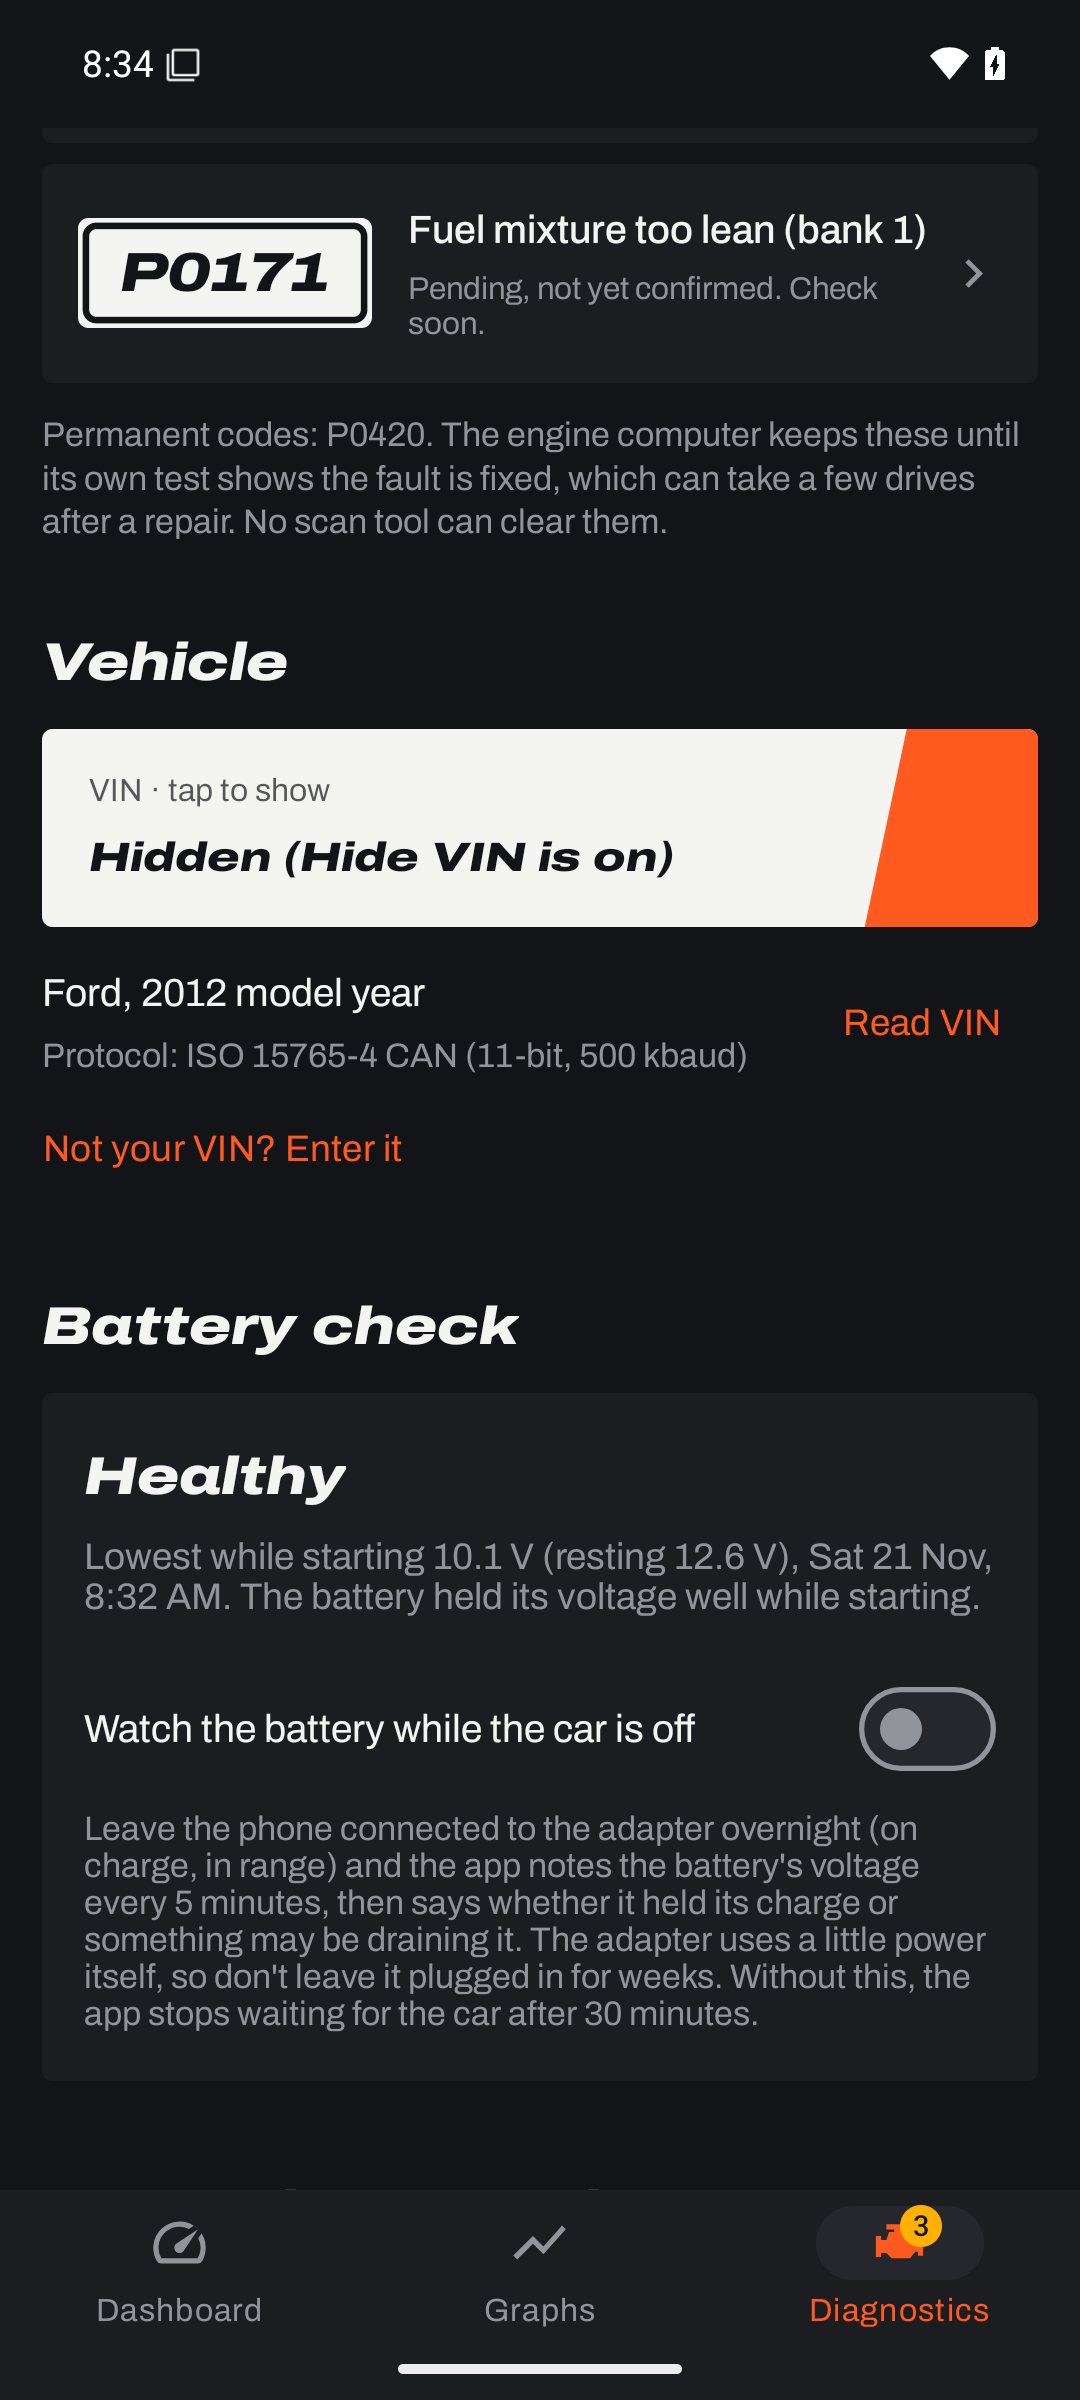 8:34
P0171
Fuel mixture too lean (bank 1)
Pending, not yet confirmed. Check
soon.
Permanent codes: P0420. The engine computer keeps these until
its own test shows the fault is fixed, which can take a few drives
after a repair. No scan tool can clear them.
Vehicle
VIN · tap to show
Hidden (Hide VIN is on)
Ford, 2012 model year
Protocol: ISO 15765-4 CAN (11-bit, 500 kbaud)
Read VIN
Not your VIN? Enter it
Battery check
Healthy
Lowest while starting 10.1 V (resting 12.6 V), Sat 21 Nov,
8:32 AM. The battery held its voltage well while starting.
Watch the battery while the car is off
Leave the phone connected to the adapter overnight (on
charge, in range) and the app notes the battery's voltage
every 5 minutes, then says whether it held its charge or
something may be draining it. The adapter uses a little power
itself, so don't leave it plugged in for weeks. Without this, the
app stops waiting for the car after 30 minutes.
3
Dashboard
Graphs
Diagnostics